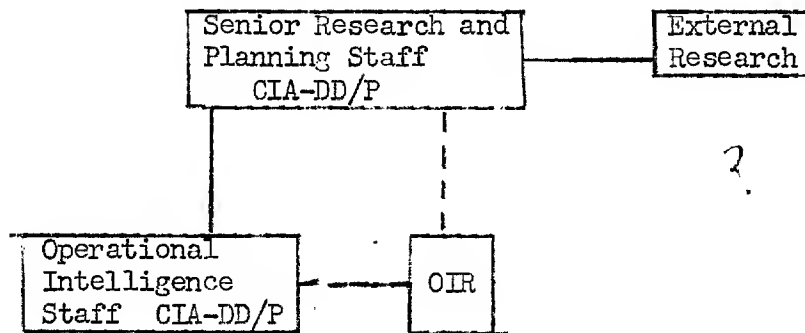 Senior Research and
Planning Staff
CIA-DD/P
External
Research
?
Operational
Intelligence
Staff CIA-DD/P
OIR